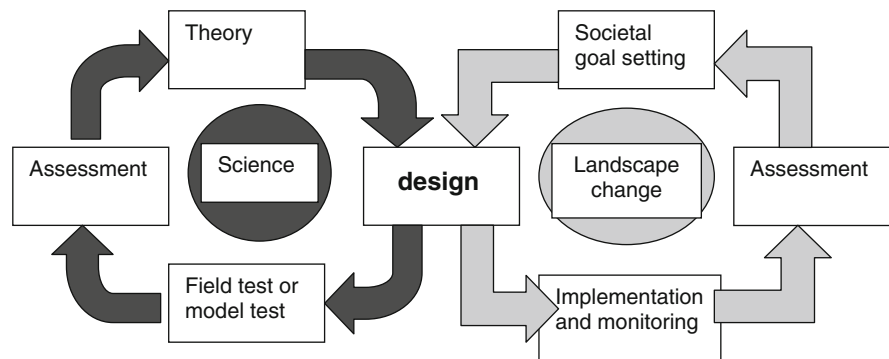 Theory
Societal
goal setting
Assessment
Science
design
Landscape
change
Assessment
Field test or
model test
Implementation
and monitoring